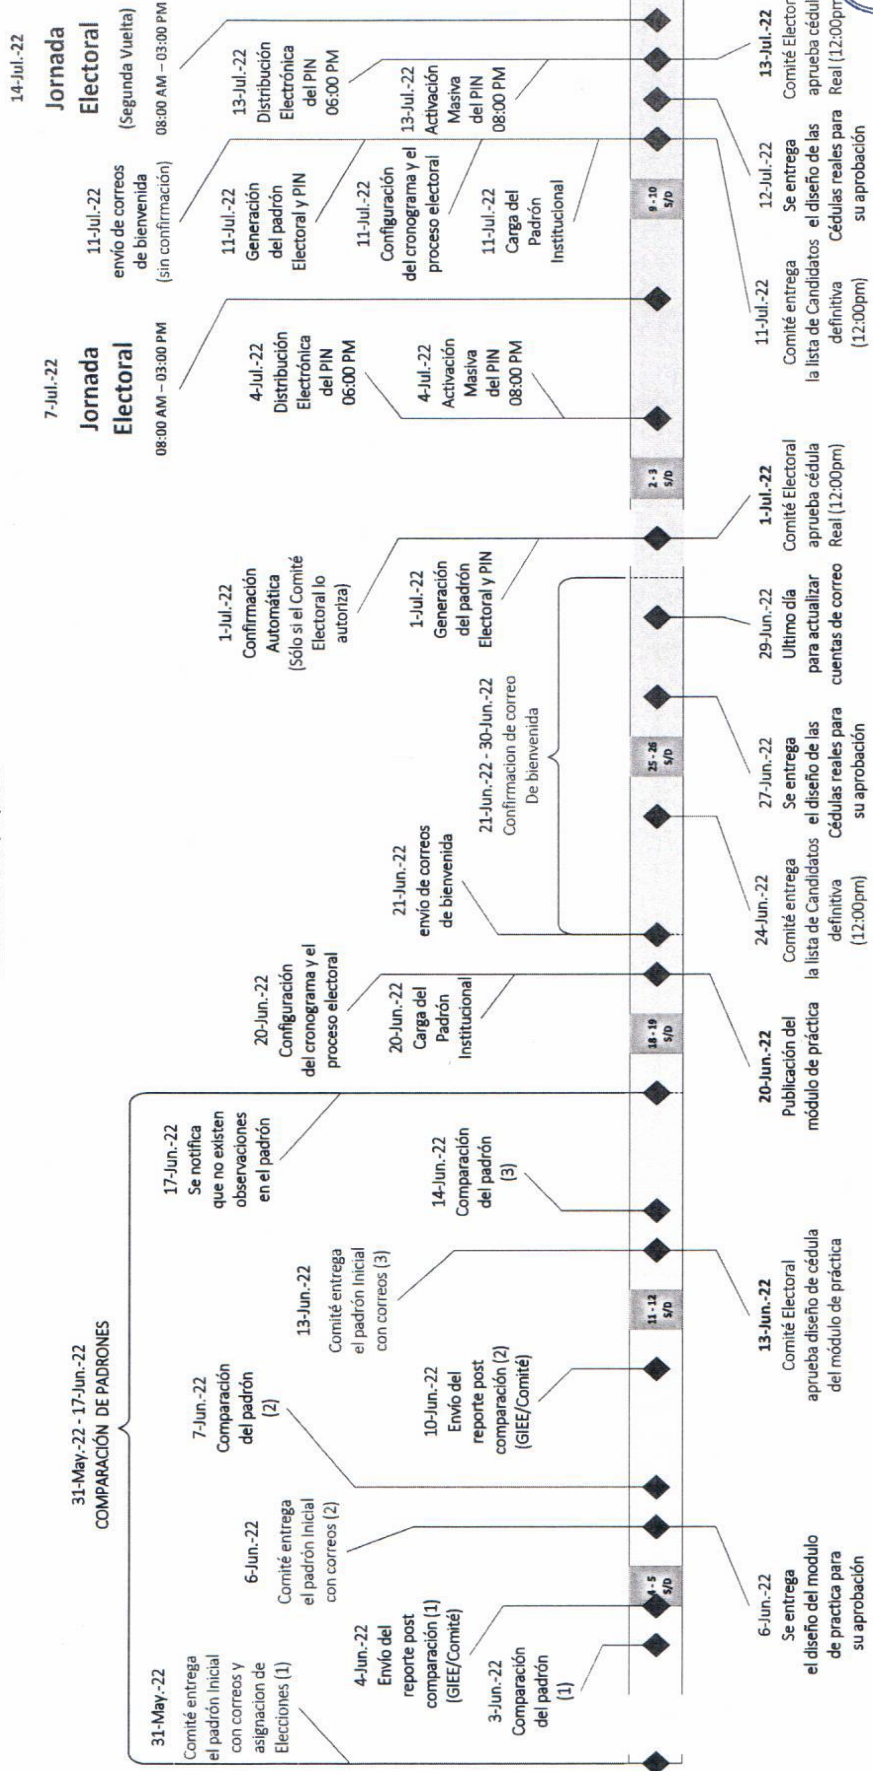 31-May.-22 - 17-Jun.-22
COMPARACIÓN DE PADRONES
31-May.-22
Comité entrega
el padrón Inicial
con correos y
asignacion de
Elecciones (1)
4-Jun.-22
Envío del
reporte post
comparación (1)
(GIEE/Comité)
3-Jun.-22
Comparación
del padrón
(1)
6-Jun.-22
Comité entrega
el padrón Inicial
con correos (2)
7-Jun.-22
Comparación
del padrón
(2)
10-Jun.-22
Envío del
reporte post
comparación (2)
(GIEE/Comité)
13-Jun.-22
Comité entrega
el padrón Inicial
con correos (3)
14-Jun.-22
Comparación
del padrón
(3)
17-Jun.-22
Se notifica
que no existen
observaciones
en el padrón
20-Jun.-22
Configuración
del cronograma y el
proceso electoral
20-Jun.-22
Carga del
Padrón
Institucional
21-Jun.-22
envío de correos
de bienvenida
21-Jun.-22 - 30-Jun.-22
Confirmacion de correo
De bienvenida
1-Jul.-22
Confirmación
Automática
(Sólo si el Comité
Electoral lo
autoriza)
1-Jul.-22
Generación
del padrón
Electoral y PIN
4-Jul.-22
Distribución
Electrónica
del PIN
06:00 PM
4-Jul.-22
Activación
Masiva
del PIN
08:00 PM
7-Jul.-22
Jornada
Electoral
08:00 AM – 03:00 PM
11-Jul.-22
envío de correos
de bienvenida
(sin confirmación)
11-Jul.-22
Generación
del padrón
Electoral y PIN
11-Jul.-22
Configuración
del cronograma y el
proceso electoral
11-Jul.-22
Carga del
Padrón
Institucional
13-Jul.-22
Distribución
Electrónica
del PIN
06:00 PM
13-Jul.-22
Activación
Masiva
del PIN
08:00 PM
14-Jul.-22
Jornada
Electoral
(Segunda Vuelta)
08:00 AM – 03:00 PM
4 - 5
S/D
11 - 12
S/D
18 - 19
S/D
25 - 26
S/D
2 - 3
S/D
9 - 10
S/D
6-Jun.-22
Se entrega
el diseño del modulo
de practica para
su aprobación
13-Jun.-22
Comité Electoral
aprueba diseño de cédula
del módulo de práctica
20-Jun.-22
Publicación del
módulo de práctica
24-Jun.-22
Comité entrega
la lista de Candidatos
definitiva
(12:00pm)
27-Jun.-22
Se entrega
el diseño de las
Cédulas reales para
su aprobación
29-Jun.-22
Ultimo día
para actualizar
cuentas de correo
1-Jul.-22
Comité Electoral
aprueba cédula
Real (12:00pm)
11-Jul.-22
Comité entrega
la lista de Candidatos
definitiva
(12:00pm)
12-Jul.-22
Se entrega
el diseño de las
Cédulas reales para
su aprobación
13-Jul.-22
Comité Elector
aprueba cédul
Real (12:00pm